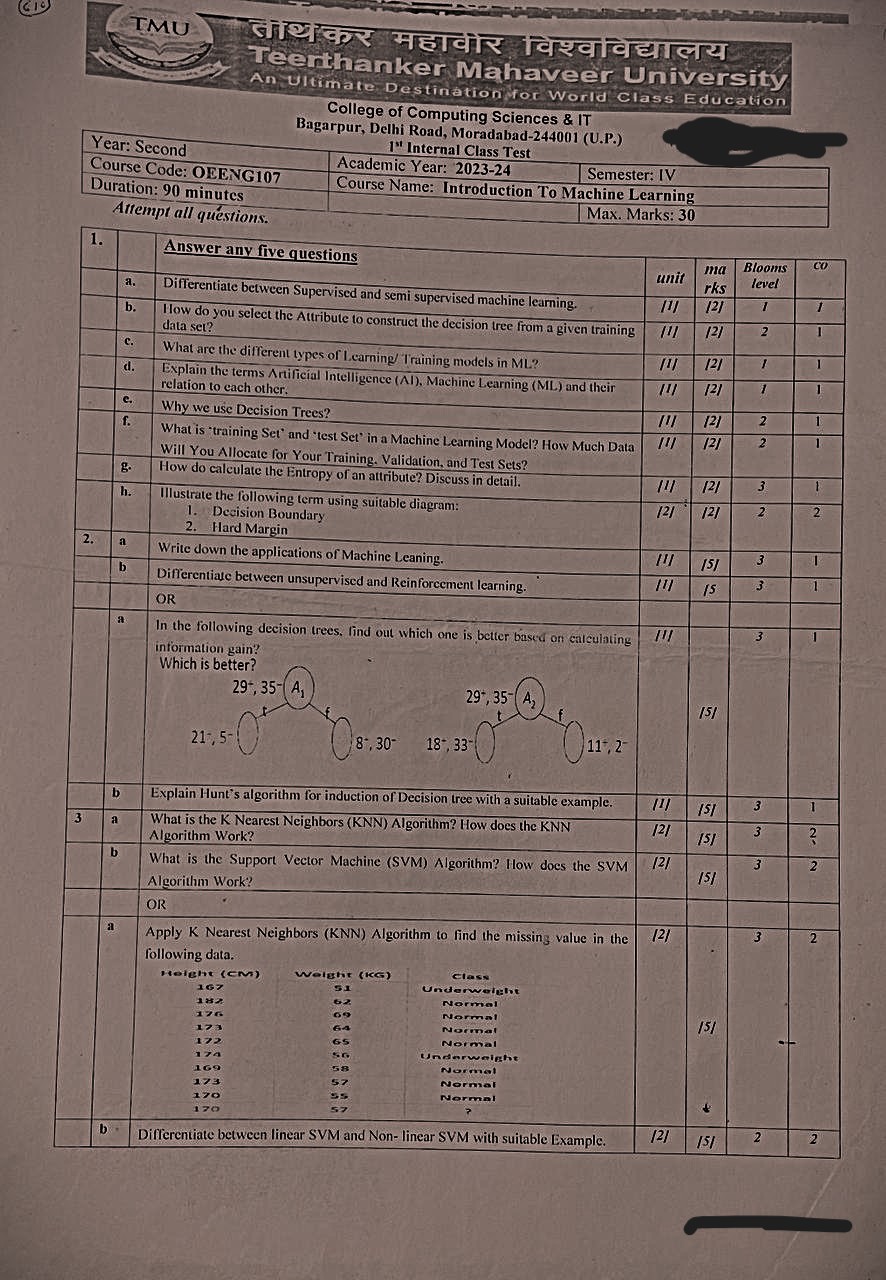 TMU
तीर्थंकर महावीर विश्वविद्यालय
Teerthanker Mahaveer University
An Ultimate Destination for World Class Education
College of Computing Sciences & IT
Bagarpur, Delhi Road, Moradabad-244001 (U.P.)
1st Internal Class Test
Year: Second Academic Year: 2023-24 Semester: IV
Course Code: OEENG107 Course Name: Introduction To Machine Learning
Duration: 90 minutes Max. Marks: 30
Attempt all questions.
1. Answer any five questions unit ma rks Blooms level CO
a. Differentiate between Supervised and semi supervised machine learning. [1] [2] 1 1
b. How do you select the Attribute to construct the decision tree from a given training [1] [2] 2 1
data set?
c. What are the different types of Learning/ Training models in ML? [1] [2] 1 1
d. Explain the terms Artificial Intelligence (AI), Machine Learning (ML) and their [1] [2] 1 1
relation to each other.
e. Why we use Decision Trees? [1] [2] 2 1
f. What is ‘training Set’ and ‘test Set’ in a Machine Learning Model? How Much Data [1] [2] 2 1
Will You Allocate for Your Training, Validation, and Test Sets?
g. How do calculate the Entropy of an attribute? Discuss in detail. [1] [2] 3 1
h. Illustrate the following term using suitable diagram: [2] [2] 2 2
1. Decision Boundary
2. Hard Margin
2. a Write down the applications of Machine Leaning. [1] [5] 3 1
b Differentiate between unsupervised and Reinforcement learning. [1] [5 3 1
OR
a In the following decision trees, find out which one is better based on calculating [1] [5] 3 1
information gain?
Which is better?
29+, 35- A1 29+, 35- A2
t f t f
21+, 5- 8+, 30- 18+, 33- 11+, 2-
b Explain Hunt's algorithm for induction of Decision tree with a suitable example. [1] [5] 3 1
3 a What is the K Nearest Neighbors (KNN) Algorithm? How does the KNN [2] [5] 3 2
Algorithm Work?
b What is the Support Vector Machine (SVM) Algorithm? How does the SVM [2] [5] 3 2
Algorithm Work?
OR
a Apply K Nearest Neighbors (KNN) Algorithm to find the missing value in the [2] [5] 3 2
following data.
Height (CM) Weight (KG) Class
167 51 Underweight
182 62 Normal
176 69 Normal
173 64 Normal
172 65 Normal
174 56 Underweight
169 58 Normal
173 57 Normal
170 55 Normal
170 57 ?
b Differentiate between linear SVM and Non- linear SVM with suitable Example. [2] [5] 2 2